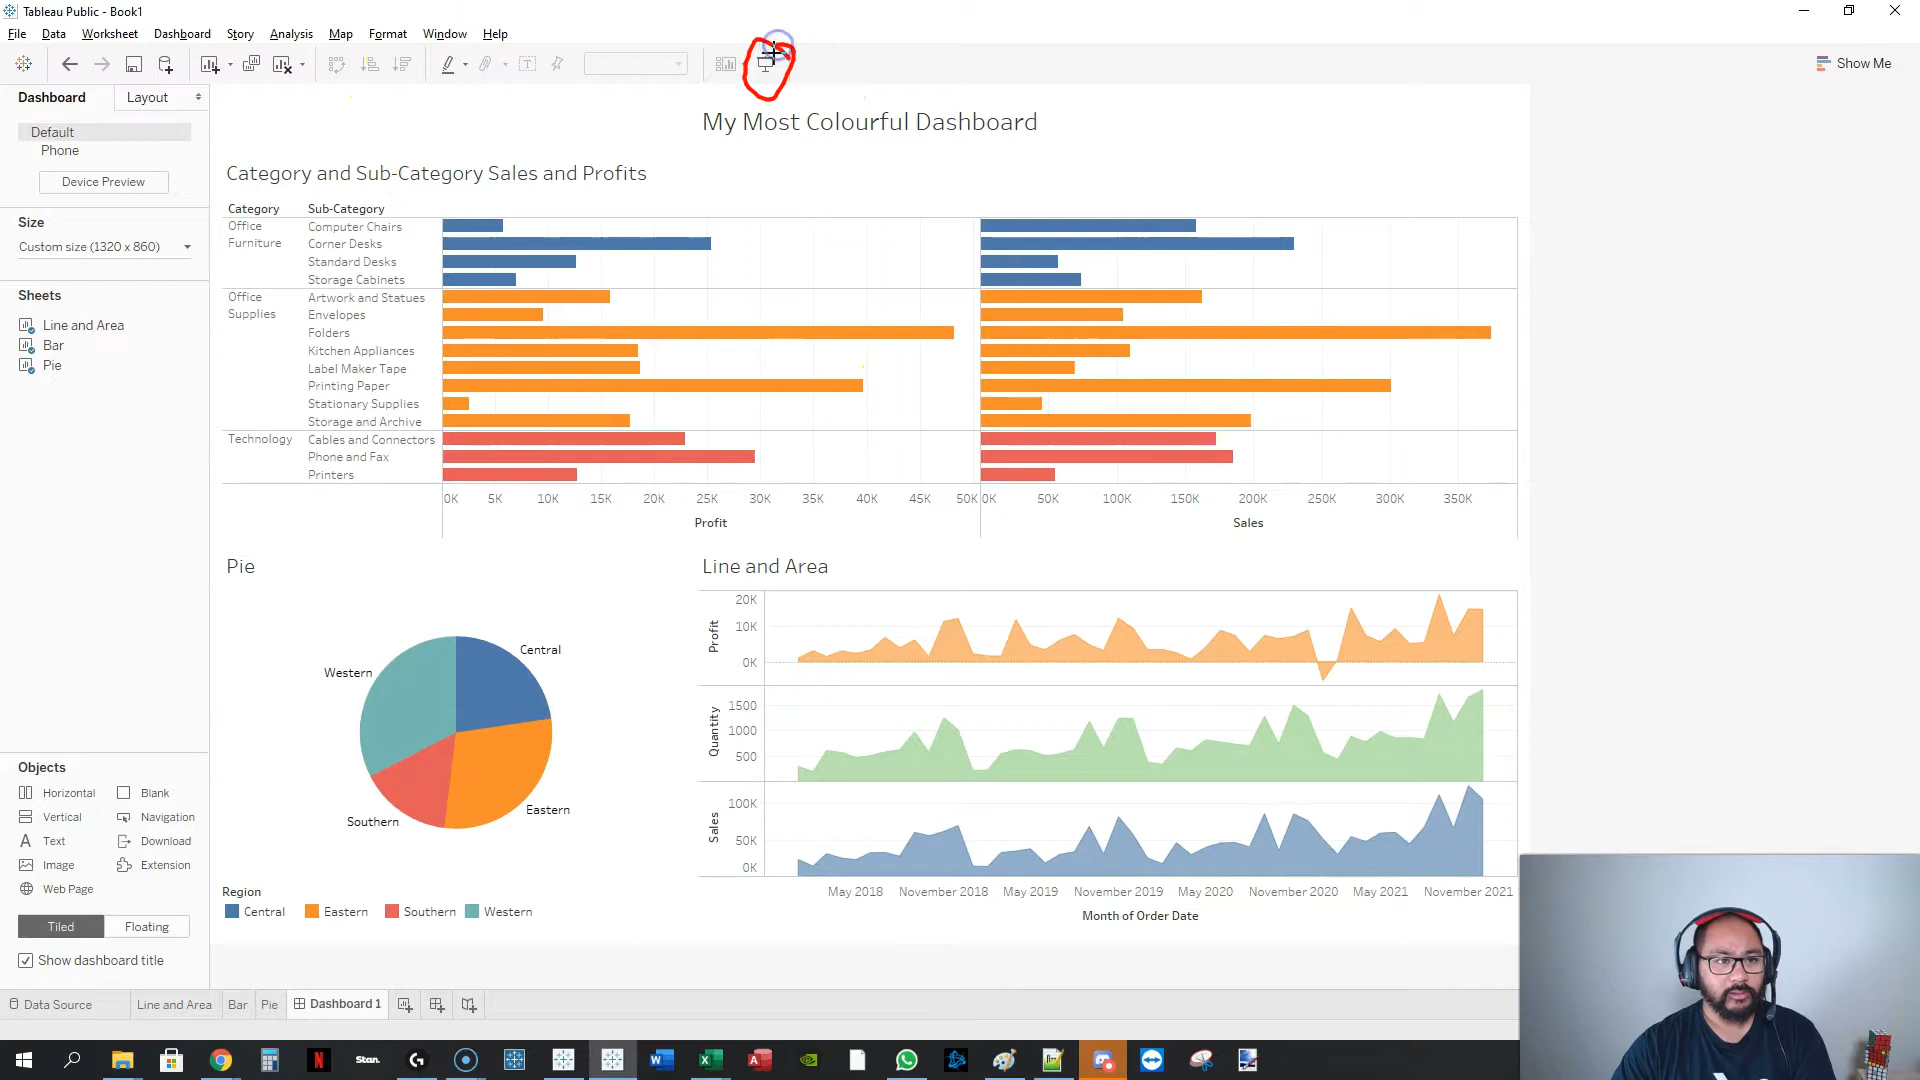 Tableau Public - Book1
File Data Worksheet Dashboard Story Analysis Map Format Window Help
Show Me
Dashboard Layout
Default
Phone
Device Preview
Size
Custom size (1320 x 860)
Sheets
Line and Area
Bar
Pie
Objects
Horizontal Blank
Vertical Navigation
Text Download
Image Extension
Web Page
Tiled Floating
Show dashboard title
My Most Colourful Dashboard
Category and Sub-Category Sales and Profits
Category Sub-Category
Office Furniture
Computer Chairs
Corner Desks
Standard Desks
Storage Cabinets
Office Supplies
Artwork and Statues
Envelopes
Folders
Kitchen Appliances
Label Maker Tape
Printing Paper
Stationary Supplies
Storage and Archive
Technology
Cables and Connectors
Phone and Fax
Printers
0K 5K 10K 15K 20K 25K 30K 35K 40K 45K 50K 0K 50K 100K 150K 200K 250K 300K 350K
Profit Sales
Pie
Central
Western
Eastern
Southern
Region
Central Eastern Southern Western
Line and Area
Profit
20K
10K
0K
Quantity
1500
1000
500
Sales
100K
50K
0K
May 2018 November 2018 May 2019 November 2019 May 2020 November 2020 May 2021 November 2021
Month of Order Date
Data Source Line and Area Bar Pie Dashboard 1
Stan.